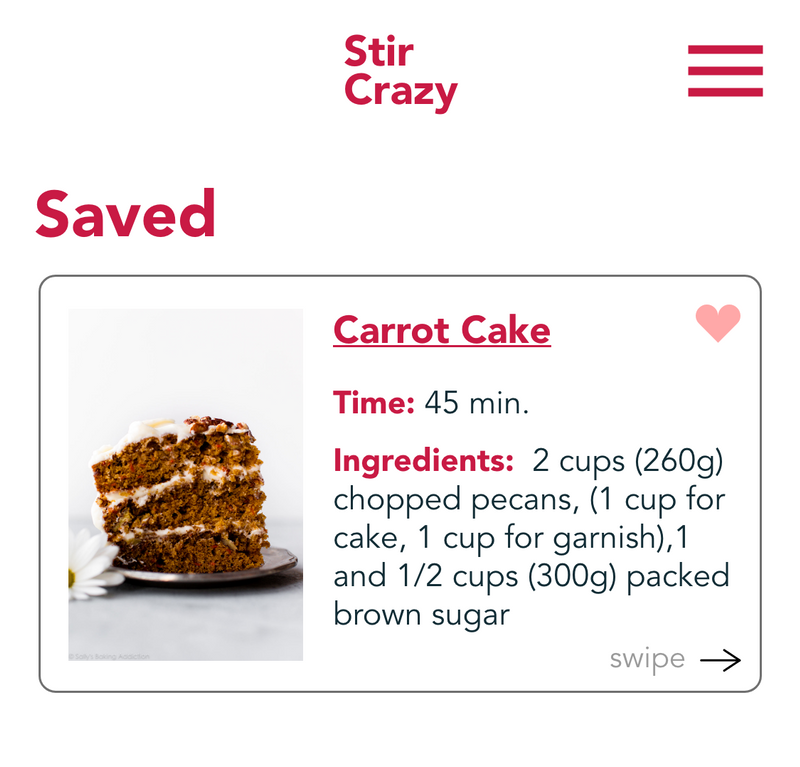 Stir
Crazy
Saved
Carrot Cake
Time: 45 min.
Ingredients: 2 cups (260g)
chopped pecans, (1 cup for
cake, 1 cup for garnish),1
and 1/2 cups (300g) packed
brown sugar
swipe
© Sally's Baking Addiction